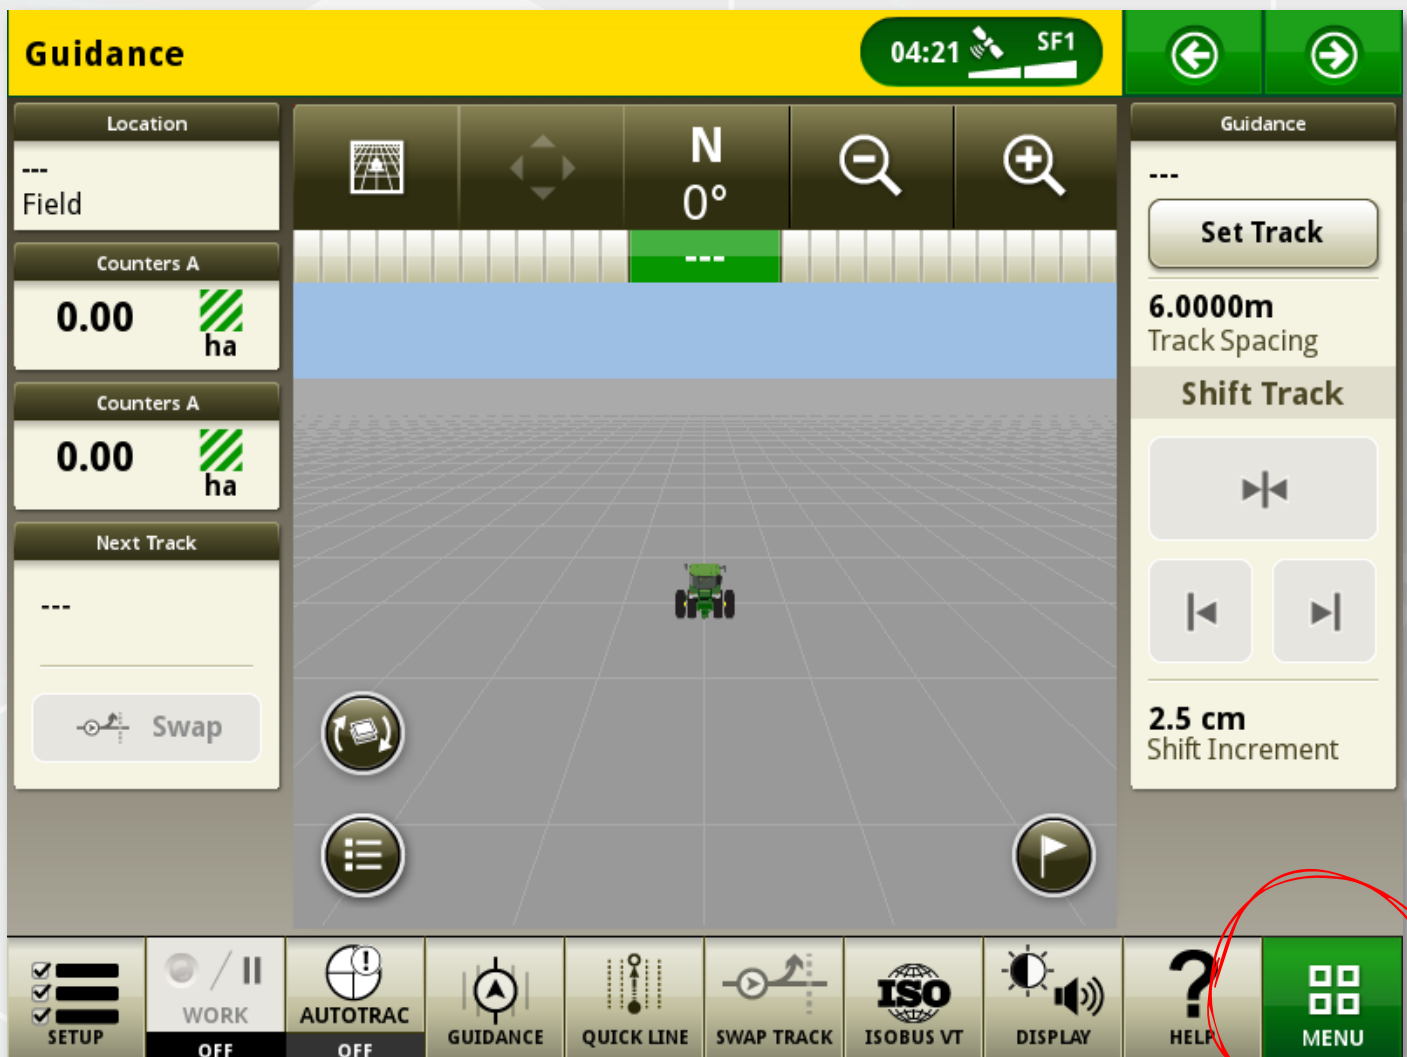 Guidance
04:21
SF1
Location
---
Field
Counters A
0.00
ha
Counters A
0.00
ha
Next Track
---
Swap
N
0°
---
Guidance
---
Set Track
6.0000m
Track Spacing
Shift Track
2.5 cm
Shift Increment
SETUP
WORK
OFF
AUTOTRAC
OFF
GUIDANCE
QUICK LINE
SWAP TRACK
ISO
ISOBUS VT
DISPLAY
?
HELP
MENU